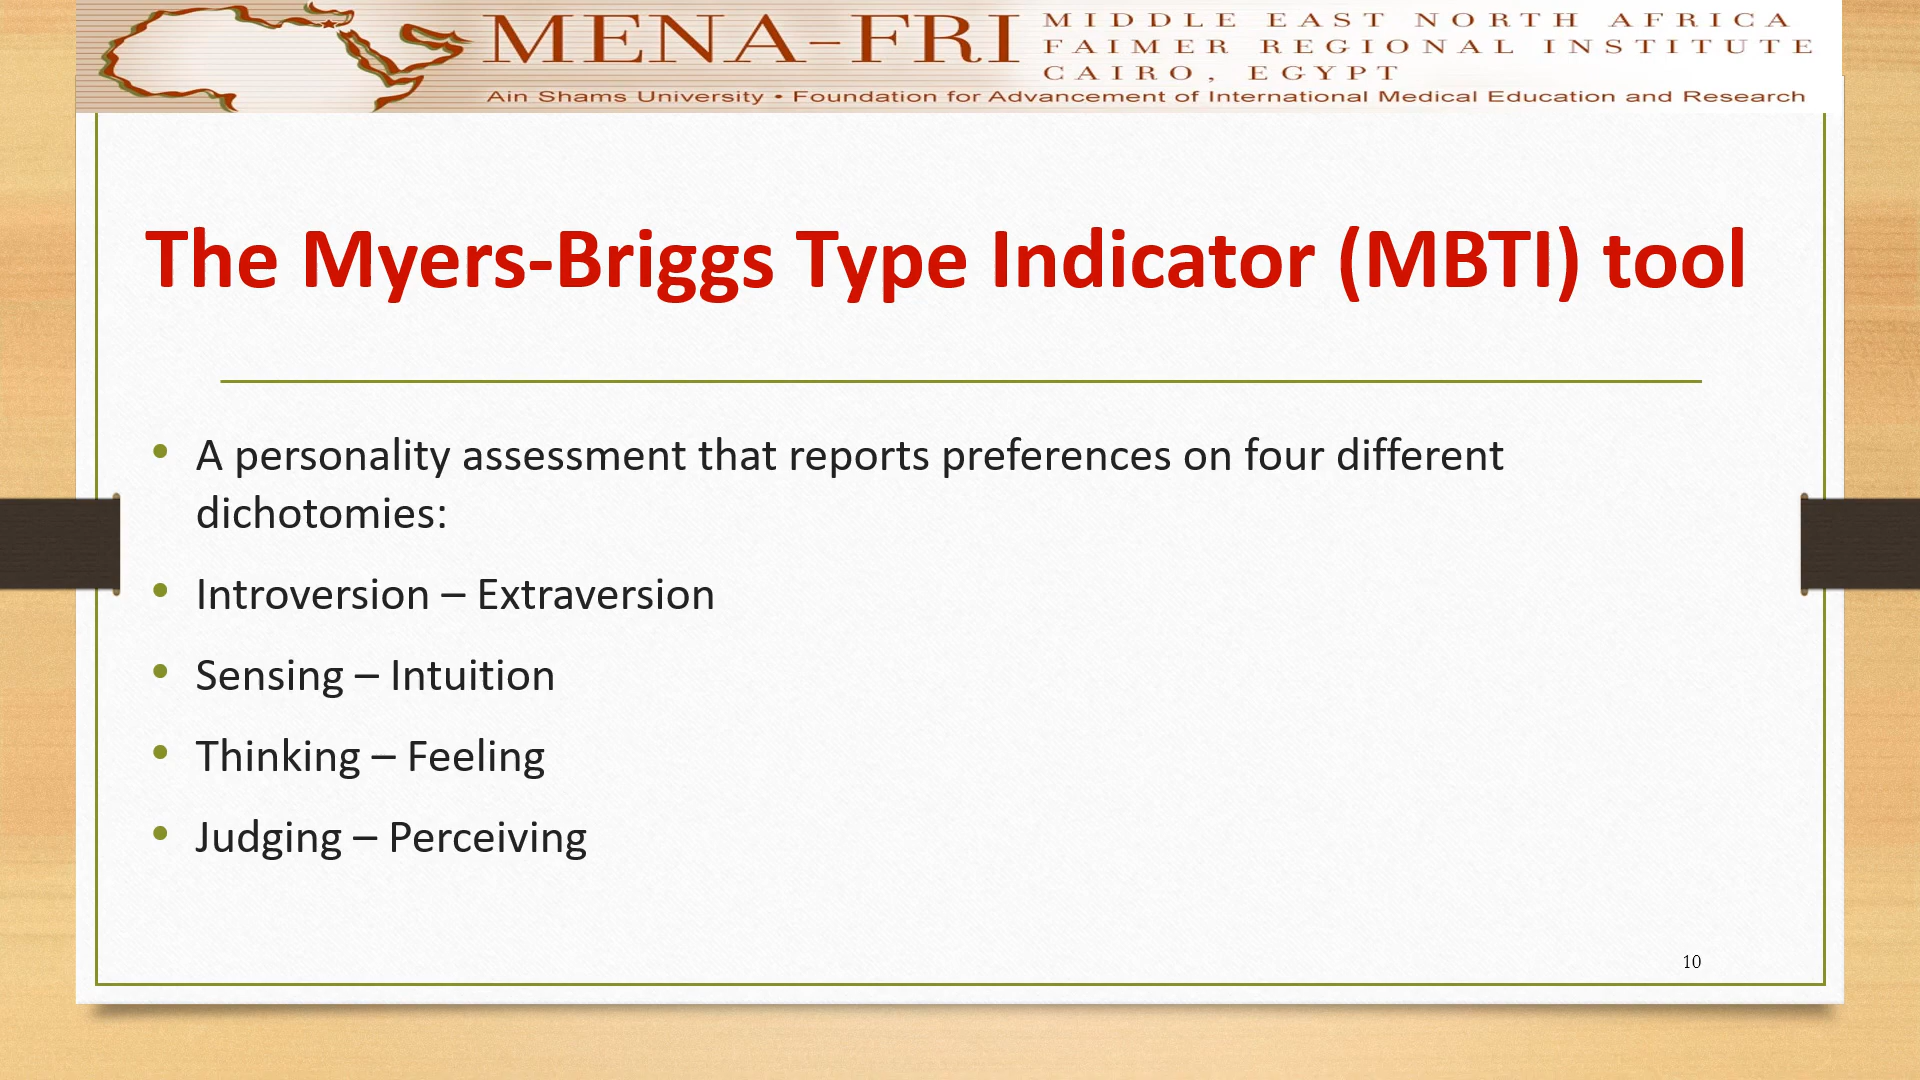 MENA-FRI
MIDDLE EAST NORTH AFRICA
FAIMER REGIONAL INSTITUTE
CAIRO, EGYPT
Ain Shams University • Foundation for Advancement of International Medical Education and Research
The Myers-Briggs Type Indicator (MBTI) tool
• A personality assessment that reports preferences on four different
dichotomies:
• Introversion – Extraversion
• Sensing – Intuition
• Thinking – Feeling
• Judging – Perceiving
10